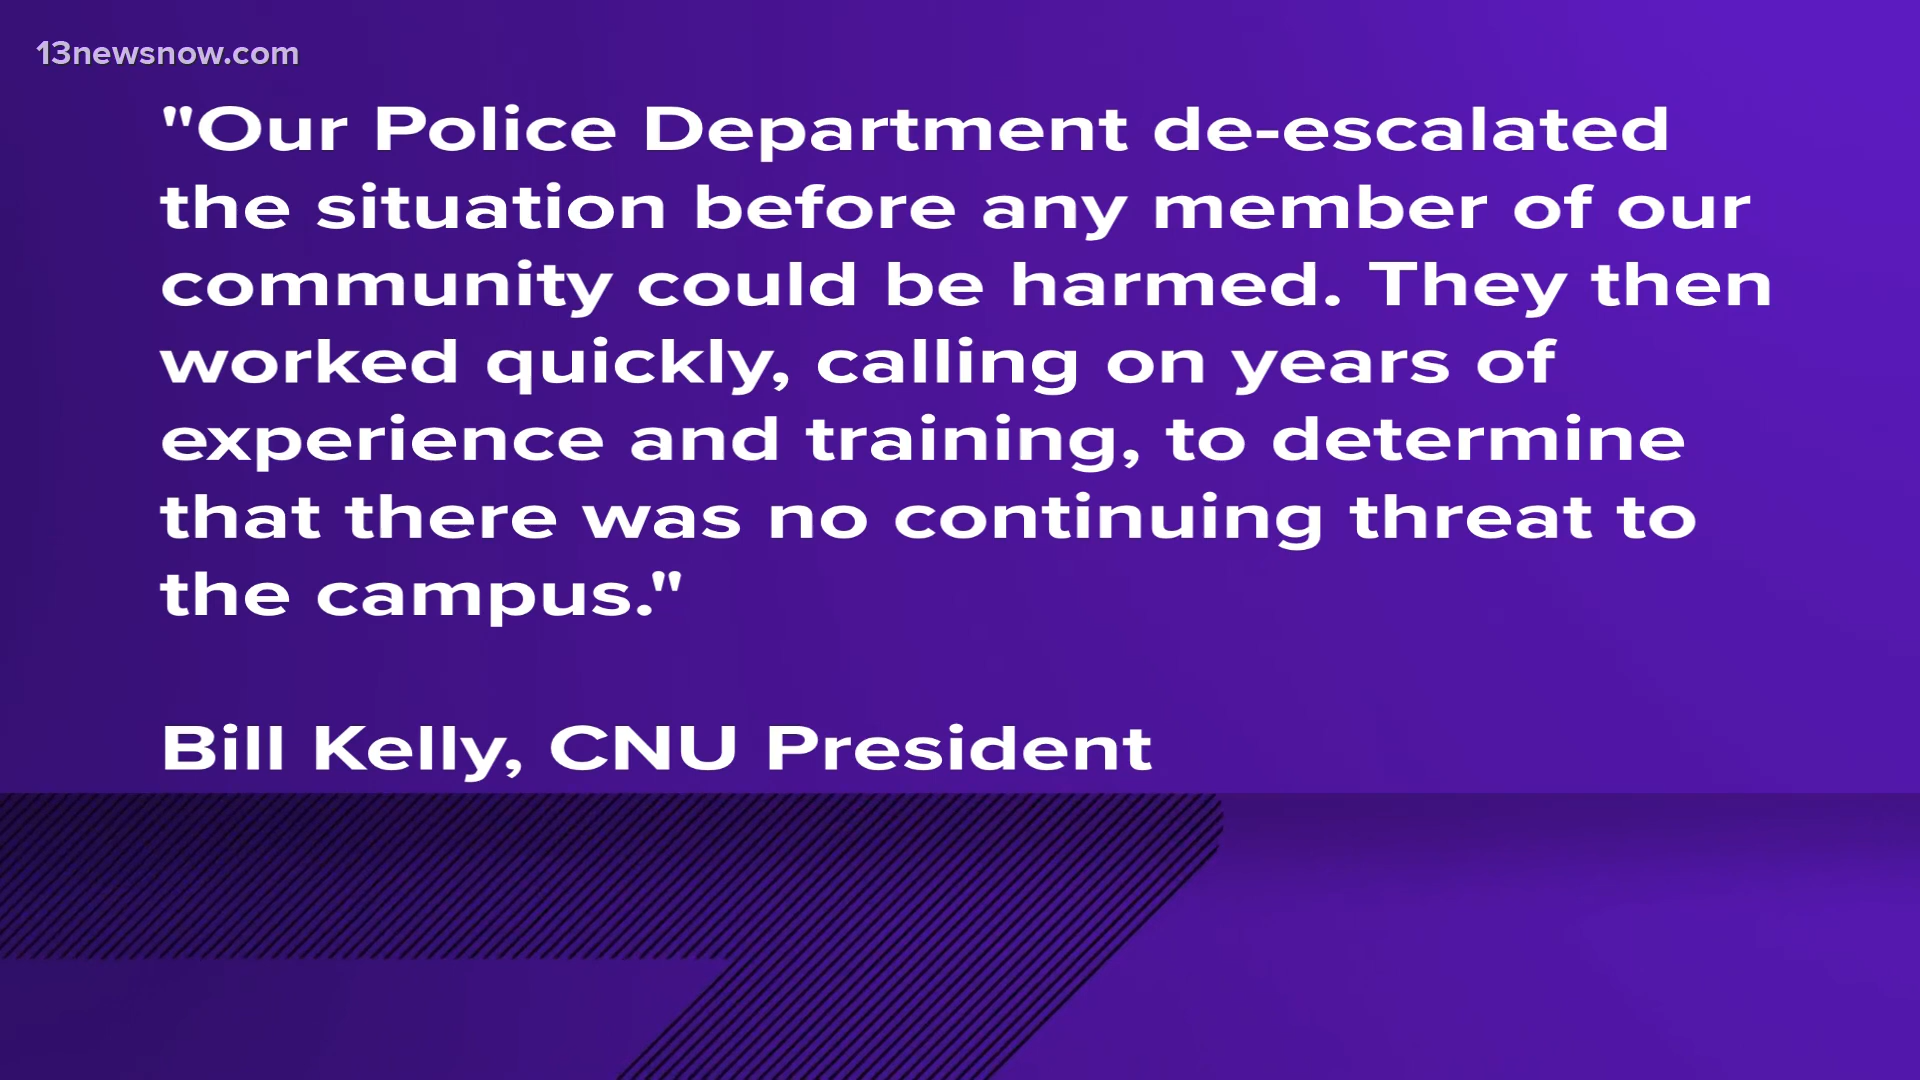 13newsnow.com
"Our Police Department de-escalated
the situation before any member of our
community could be harmed. They then
worked quickly, calling on years of
experience and training, to determine
that there was no continuing threat to
the campus."
Bill Kelly, CNU President